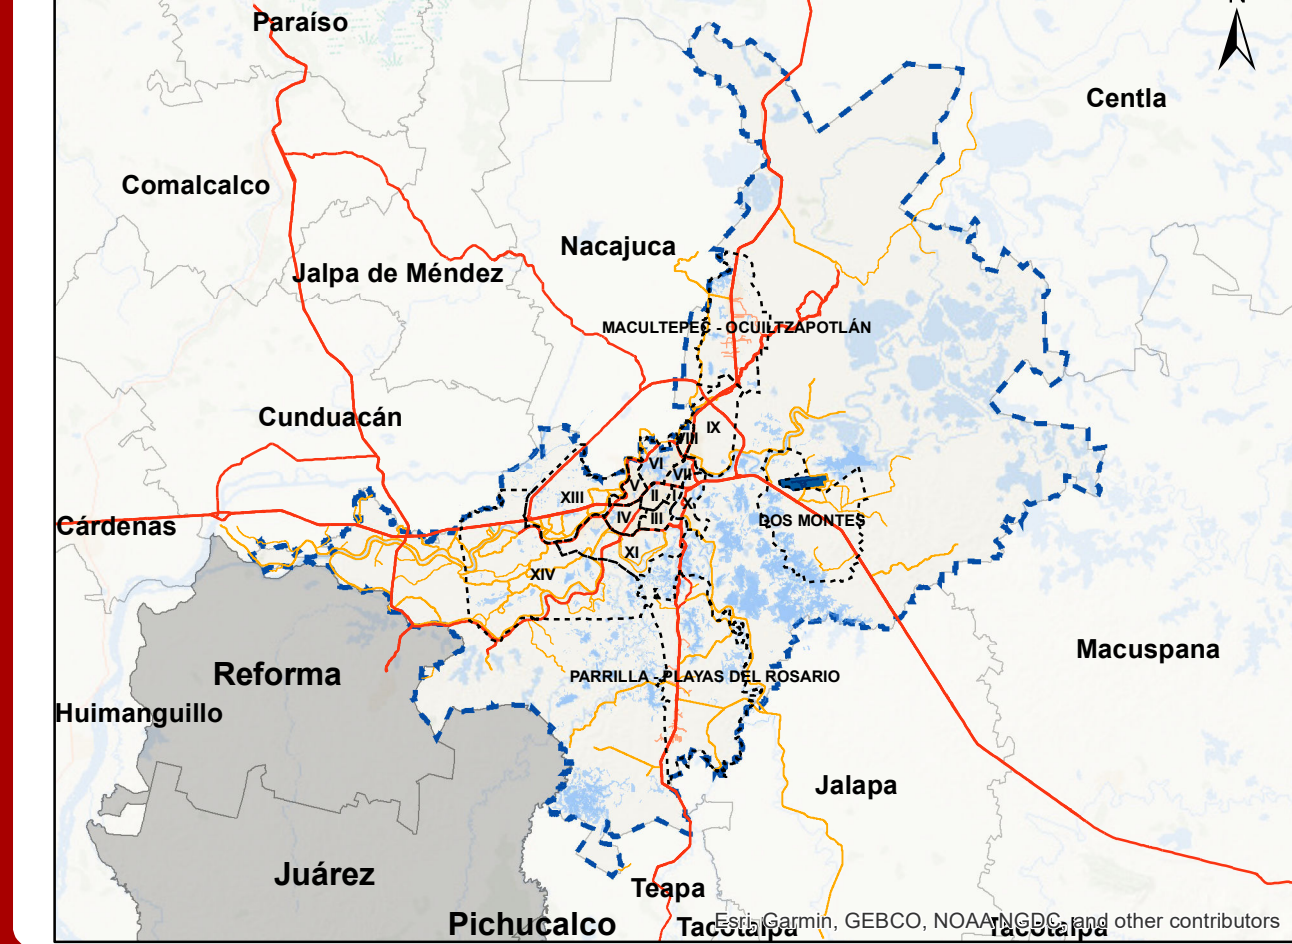 N
Paraíso
Centla
Comalcalco
Nacajuca
Jalpa de Méndez
MACULTEPEC - OCUILTZAPOTLÁN
Cunduacán
IX
VIII
VI
VII
V
XIII
II
I
X
Cárdenas
IV
III
DOS MONTES
XI
XIV
Macuspana
Reforma
PARRILLA - PLAYAS DEL ROSARIO
Huimanguillo
Jalapa
Juárez
Teapa
Pichucalco
Tacotalpa
Tacotalpa
Esri, Garmin, GEBCO, NOAA NGDC, and other contributors